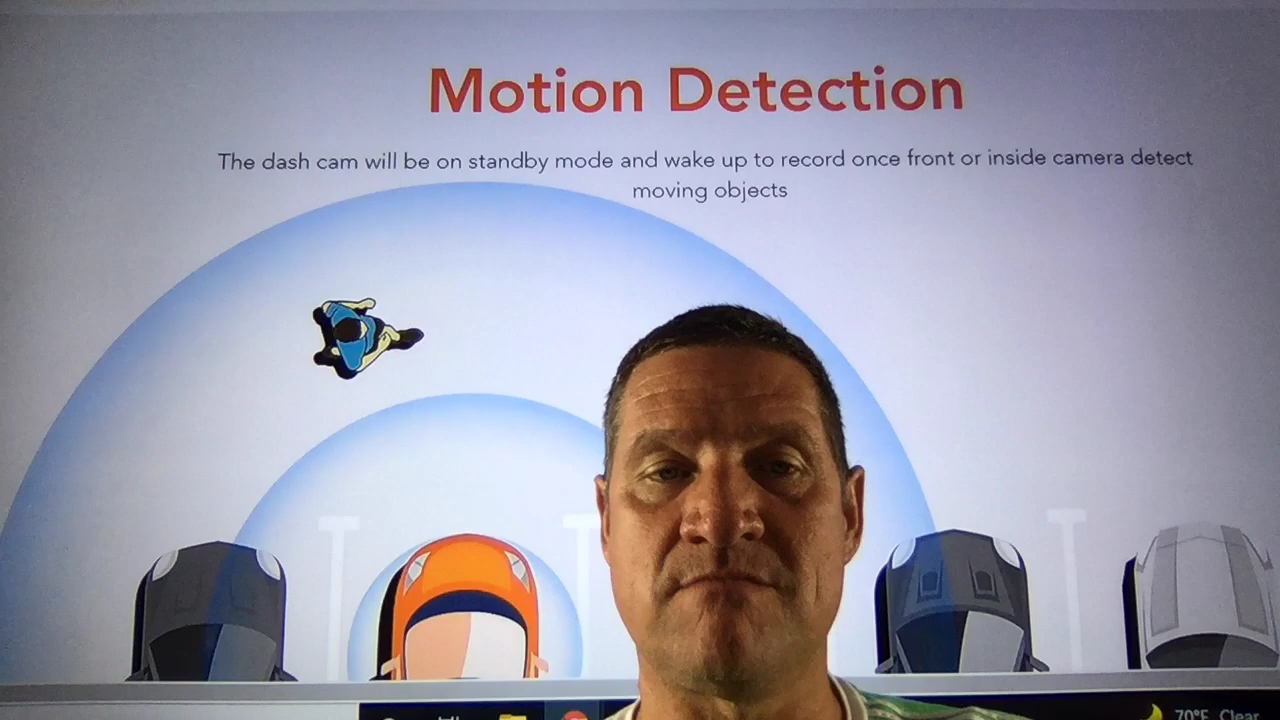 Motion Detection
The dash cam will be on standby mode and wake up to record once front or inside camera detect
moving objects
70°F Clear